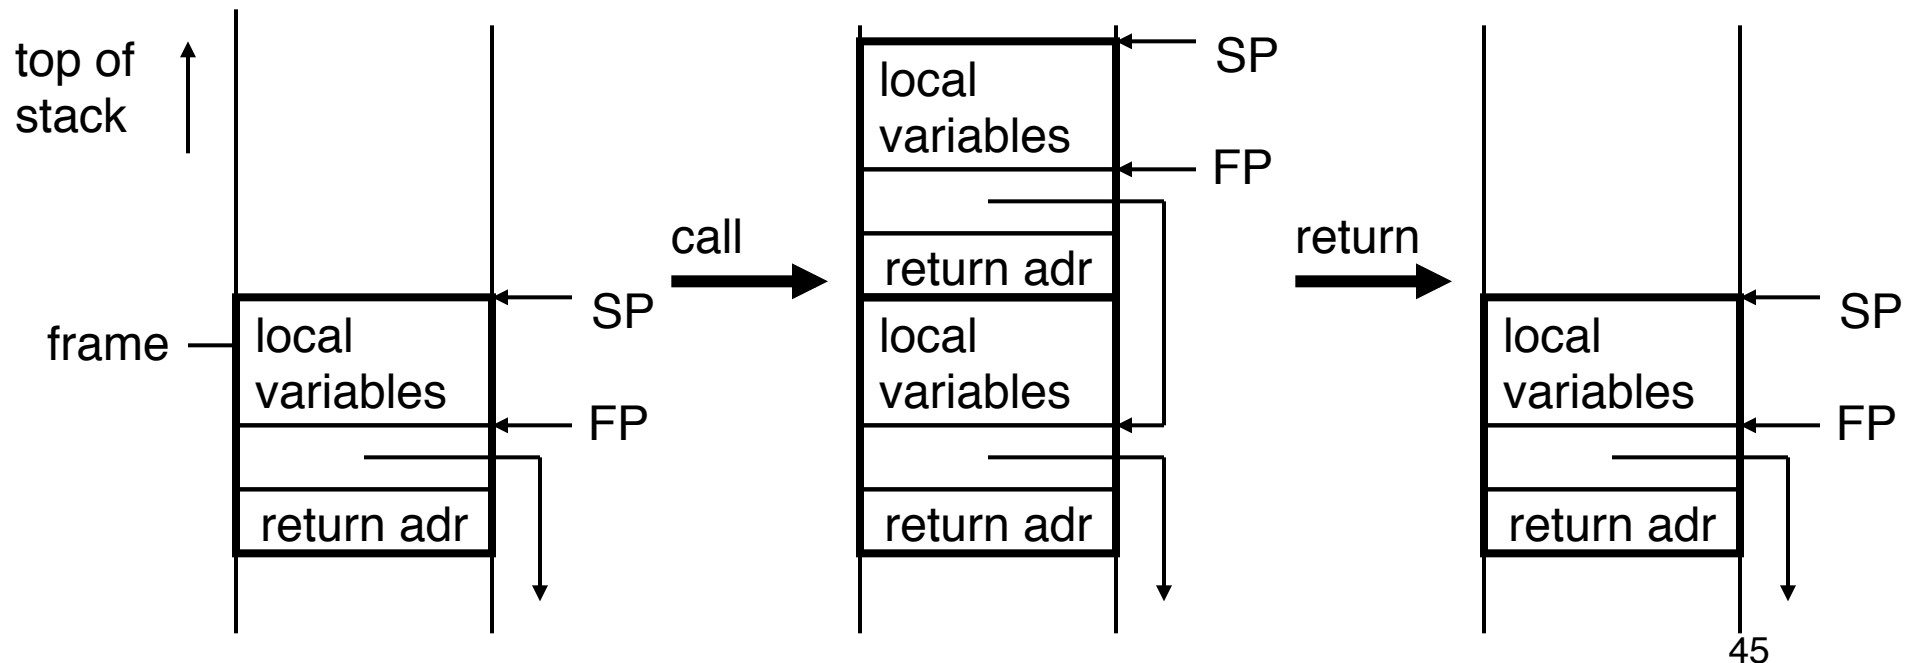 top of
stack
frame
local
variables
return adr
SP
FP
call
local
variables
return adr
local
variables
return adr
SP
FP
return
local
variables
return adr
SP
FP
45